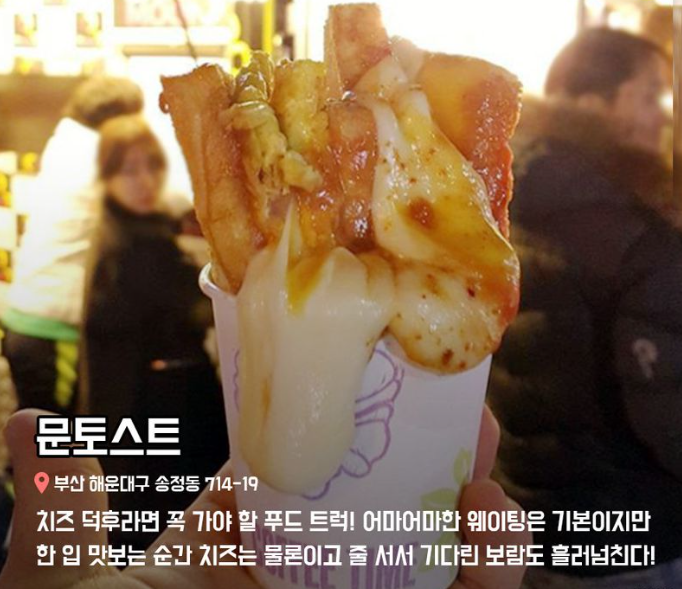 문토스트
부산 해운대구 송정동 714-19
치즈 덕후라면 꼭 가야 할 푸드 트럭! 어마어마한 웨이팅은 기본이지만
한 입 맛보는 순간 치즈는 물론이고 줄 서서 기다린 보람도 흘러넘친다!
COFFEE TIME